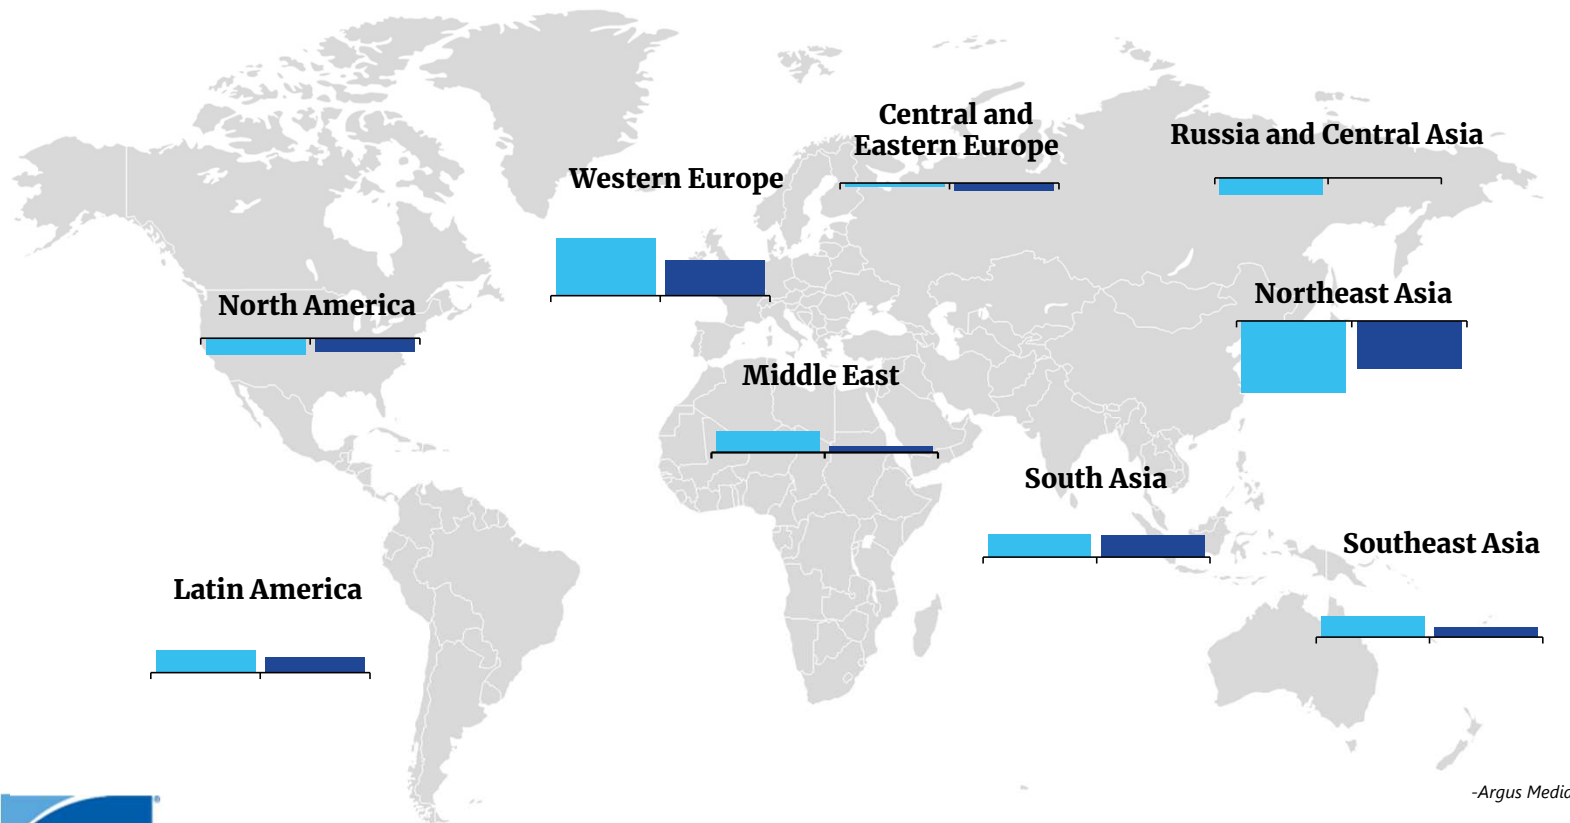 Central and
Eastern Europe
Russia and Central Asia
Western Europe
Northeast Asia
North America
Middle East
South Asia
Southeast Asia
Latin America
-Argus Media